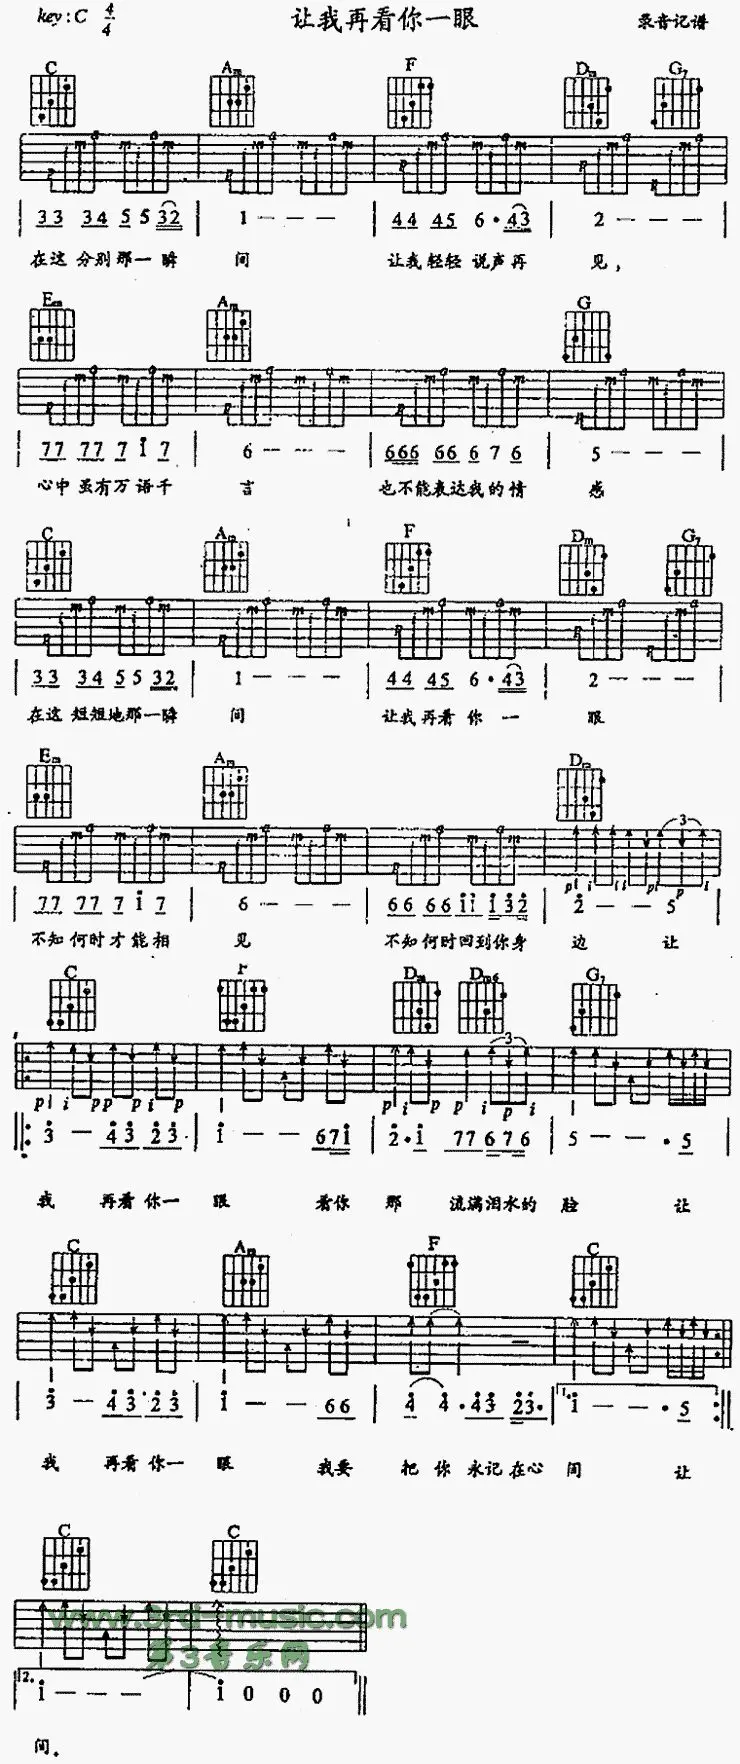 key: C 4/4 让我再看你一眼 录音记谱
C Am F Dm G7
33 34 5 5 32 | 1 - - - | 44 45 6 · 43 | 2 - - - |
在这 分别那一瞬 间 让我轻轻 说声再 见，
Em Am G
77 77 7 i 7 | 6 - - - | 666 66 6 7 6 | 5 - - - |
心中虽有万语千 言 也不能表达我的情 感
C Am F Dm G7
33 34 5 5 32 | 1 - - - | 44 45 6 · 43 | 2 - - - |
在这短短地那一瞬 间 让我再看 你 一 眼
Em Am Dm
77 77 7 i 7 | 6 - - - | 66 66 ii i32 | 2 - - 5 |
不知何时才能相 见 不知何时回到你身 边 让
C F Dm Dm6 G7
3 - 43 23 | i - - 67i | 2 · i 77 676 | 5 - - · 5 |
我 再看你一 眼 看你 那 流满泪水的 脸 让
C Am F C
3 - 43 · 23 | i - - 66 | 4 4 · 43 23 · | 1. i - - · 5 :||
我 再看你一 眼 我要 把 你 永记在心 间 让
C C
www.3rd-music.com
第3音乐网
2. i - - - | i 0 0 0 ||
间。